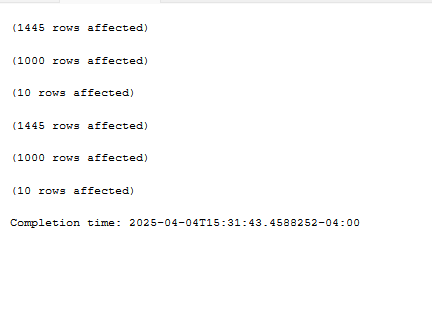 (1445 rows affected)
(1000 rows affected)
(10 rows affected)
(1445 rows affected)
(1000 rows affected)
(10 rows affected)
Completion time: 2025-04-04T15:31:43.4588252-04:00